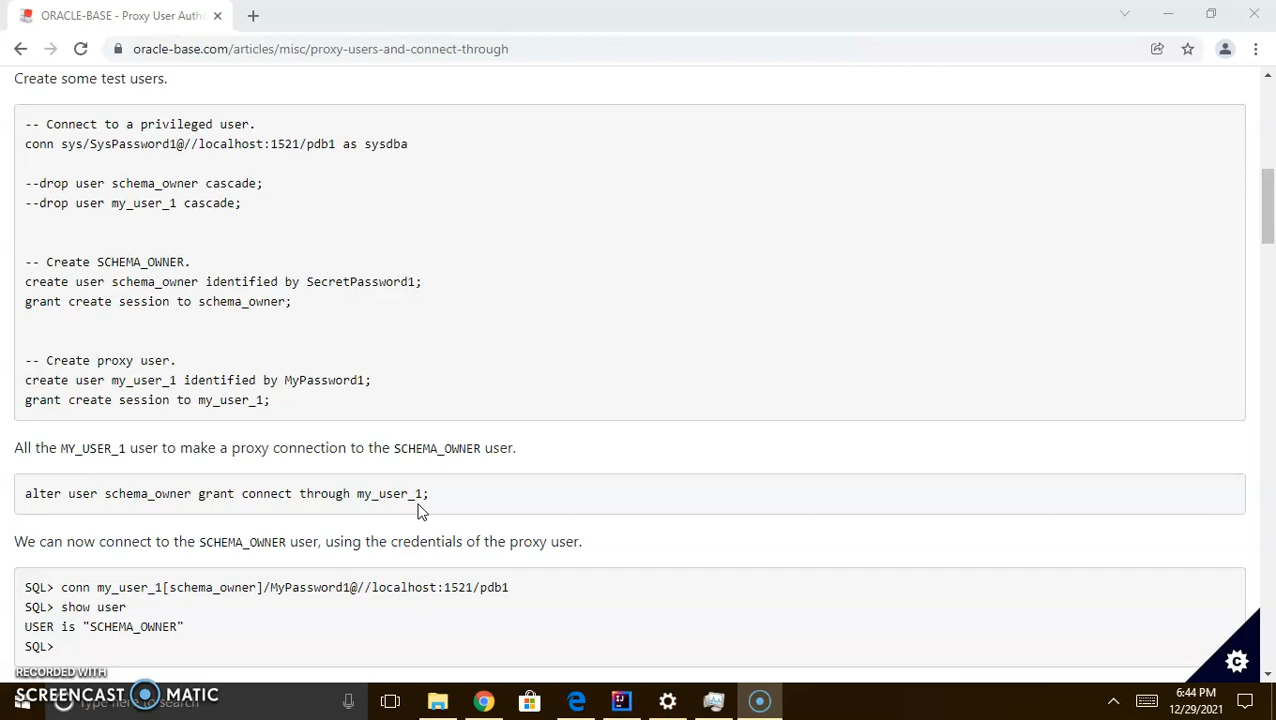 ORACLE-BASE - Proxy User Auth
oracle-base.com/articles/misc/proxy-users-and-connect-through
Create some test users.
-- Connect to a privileged user.
conn sys/SysPassword1@//localhost:1521/pdb1 as sysdba
--drop user schema_owner cascade;
--drop user my_user_1 cascade;
-- Create SCHEMA_OWNER.
create user schema_owner identified by SecretPassword1;
grant create session to schema_owner;
-- Create proxy user.
create user my_user_1 identified by MyPassword1;
grant create session to my_user_1;
All the MY_USER_1 user to make a proxy connection to the SCHEMA_OWNER user.
alter user schema_owner grant connect through my_user_1;
We can now connect to the SCHEMA_OWNER user, using the credentials of the proxy user.
SQL> conn my_user_1[schema_owner]/MyPassword1@//localhost:1521/pdb1
SQL> show user
USER is "SCHEMA_OWNER"
SQL>
RECORDED WITH
SCREENCAST MATIC
Type here to search
6:44 PM
12/29/2021